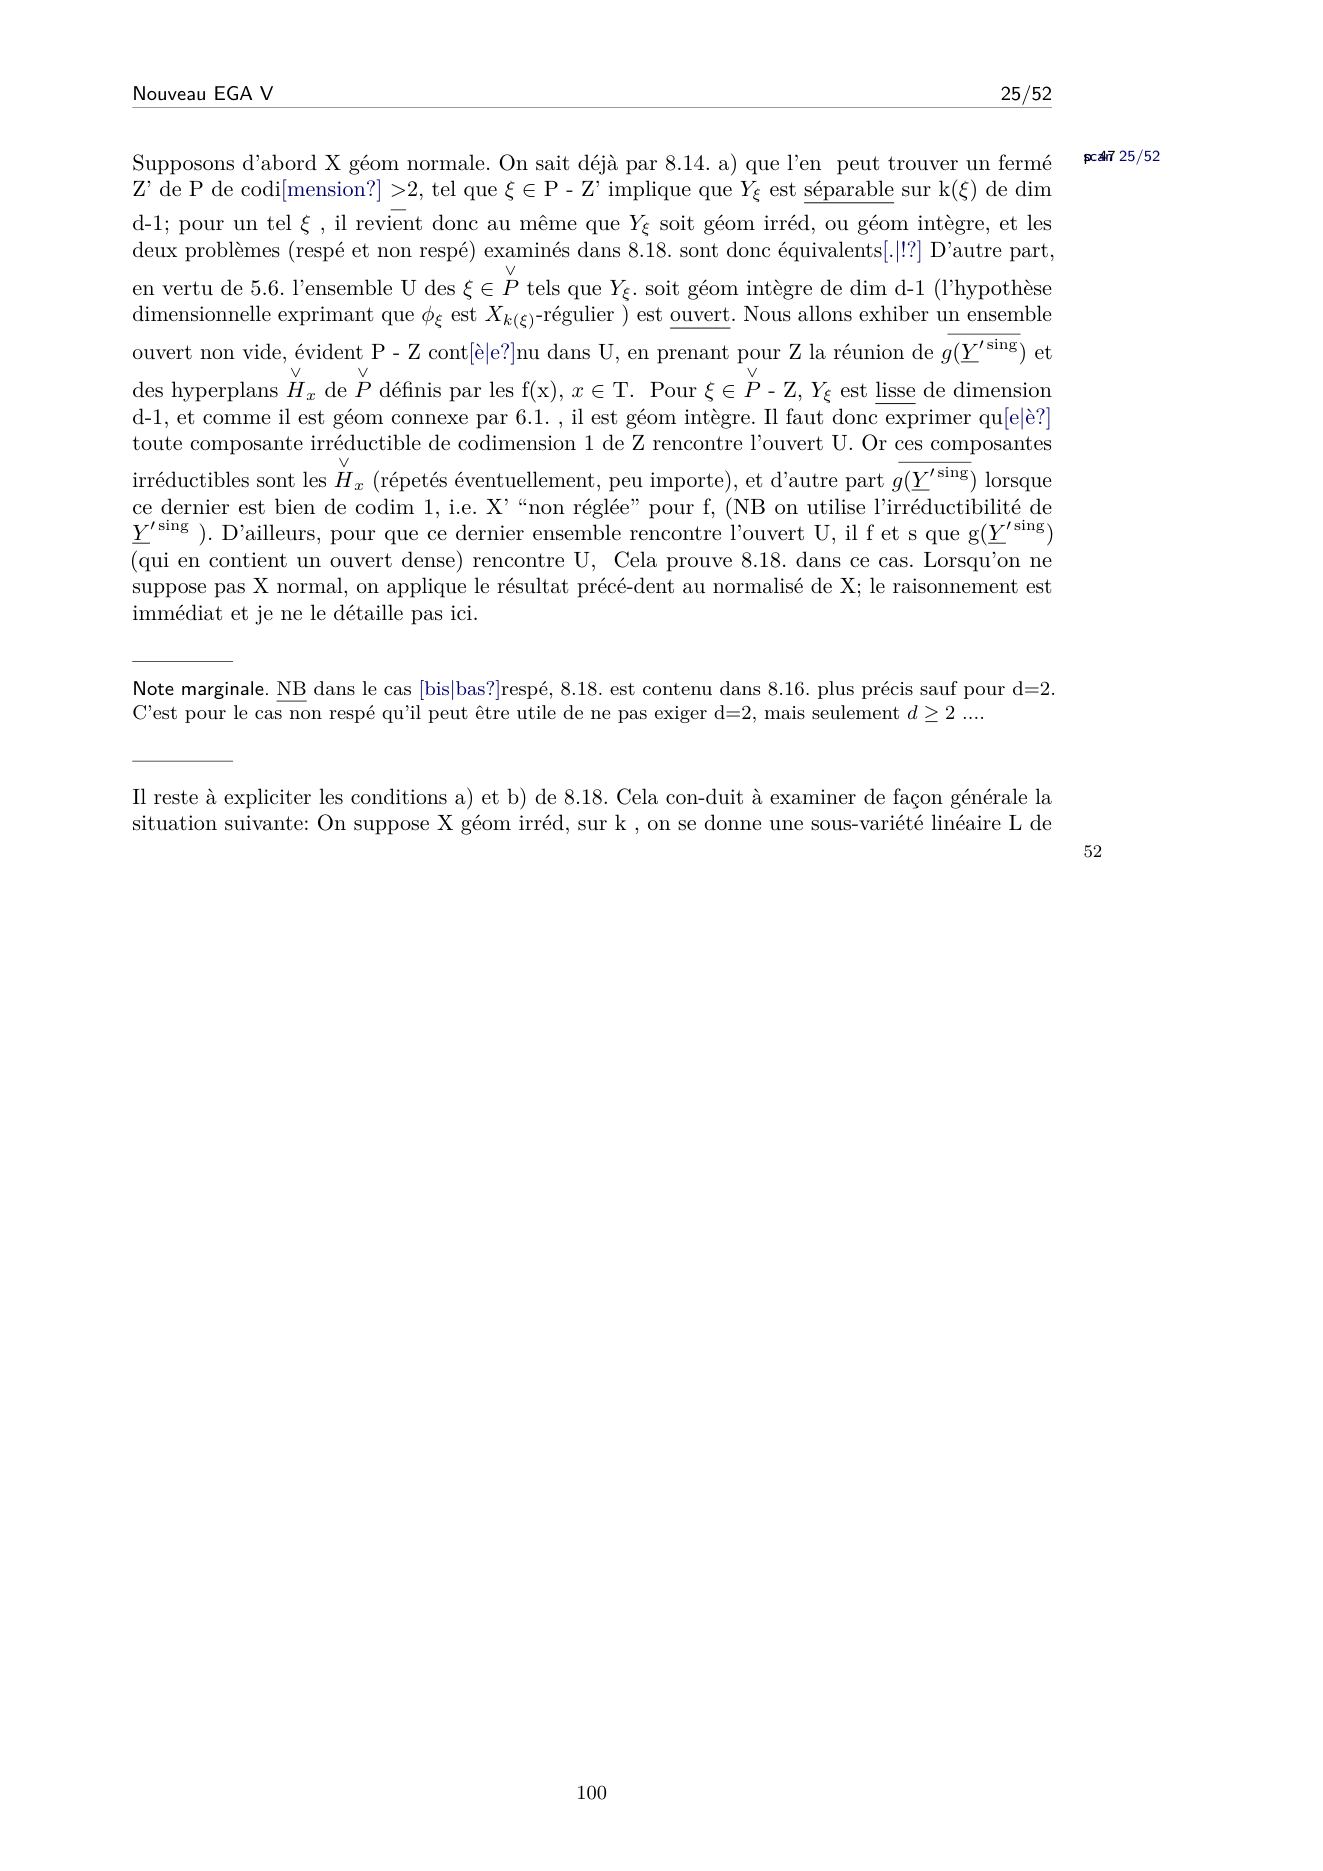 Nouveau EGA V 25/52
Supposons d'abord X géom normale. On sait déjà par 8.14. a) que l'en peut trouver un fermé
Z' de P de codi[mension?] >2, tel que ξ ∈ P - Z' implique que Y_ξ est séparable sur k(ξ) de dim
d-1; pour un tel ξ , il revient donc au même que Y_ξ soit géom irréd, ou géom intègre, et les
deux problèmes (respé et non respé) examinés dans 8.18. sont donc équivalents[.|!?] D'autre part,
en vertu de 5.6. l'ensemble U des ξ ∈ P̌ tels que Y_ξ. soit géom intègre de dim d-1 (l'hypothèse
dimensionnelle exprimant que ϕ_ξ est X_{k(ξ)}-régulier ) est ouvert. Nous allons exhiber un ensemble
ouvert non vide, évident P - Z cont[è|e?]nu dans U, en prenant pour Z la réunion de \overline{g(\underline{Y}'^{sing})} et
des hyperplans Ȟ_x de P̌ définis par les f(x), x ∈ T. Pour ξ ∈ P̌ - Z, Y_ξ est lisse de dimension
d-1, et comme il est géom connexe par 6.1. , il est géom intègre. Il faut donc exprimer qu[e|è?]
toute composante irréductible de codimension 1 de Z rencontre l'ouvert U. Or ces composantes
irréductibles sont les Ȟ_x (répetés éventuellement, peu importe), et d'autre part \overline{g(\underline{Y}'^{sing})} lorsque
ce dernier est bien de codim 1, i.e. X' “non réglée” pour f, (NB on utilise l'irréductibilité de
\underline{Y}'^{sing} ). D'ailleurs, pour que ce dernier ensemble rencontre l'ouvert U, il f et s que g(\underline{Y}'^{sing})
(qui en contient un ouvert dense) rencontre U, Cela prouve 8.18. dans ce cas. Lorsqu'on ne
suppose pas X normal, on applique le résultat précé-dent au normalisé de X; le raisonnement est
immédiat et je ne le détaille pas ici.
Note marginale. NB dans le cas [bis|bas?]respé, 8.18. est contenu dans 8.16. plus précis sauf pour d=2.
C'est pour le cas non respé qu'il peut être utile de ne pas exiger d=2, mais seulement d ≥ 2 ....
Il reste à expliciter les conditions a) et b) de 8.18. Cela con-duit à examiner de façon générale la
situation suivante: On suppose X géom irréd, sur k , on se donne une sous-variété linéaire L de
25/52
52
100